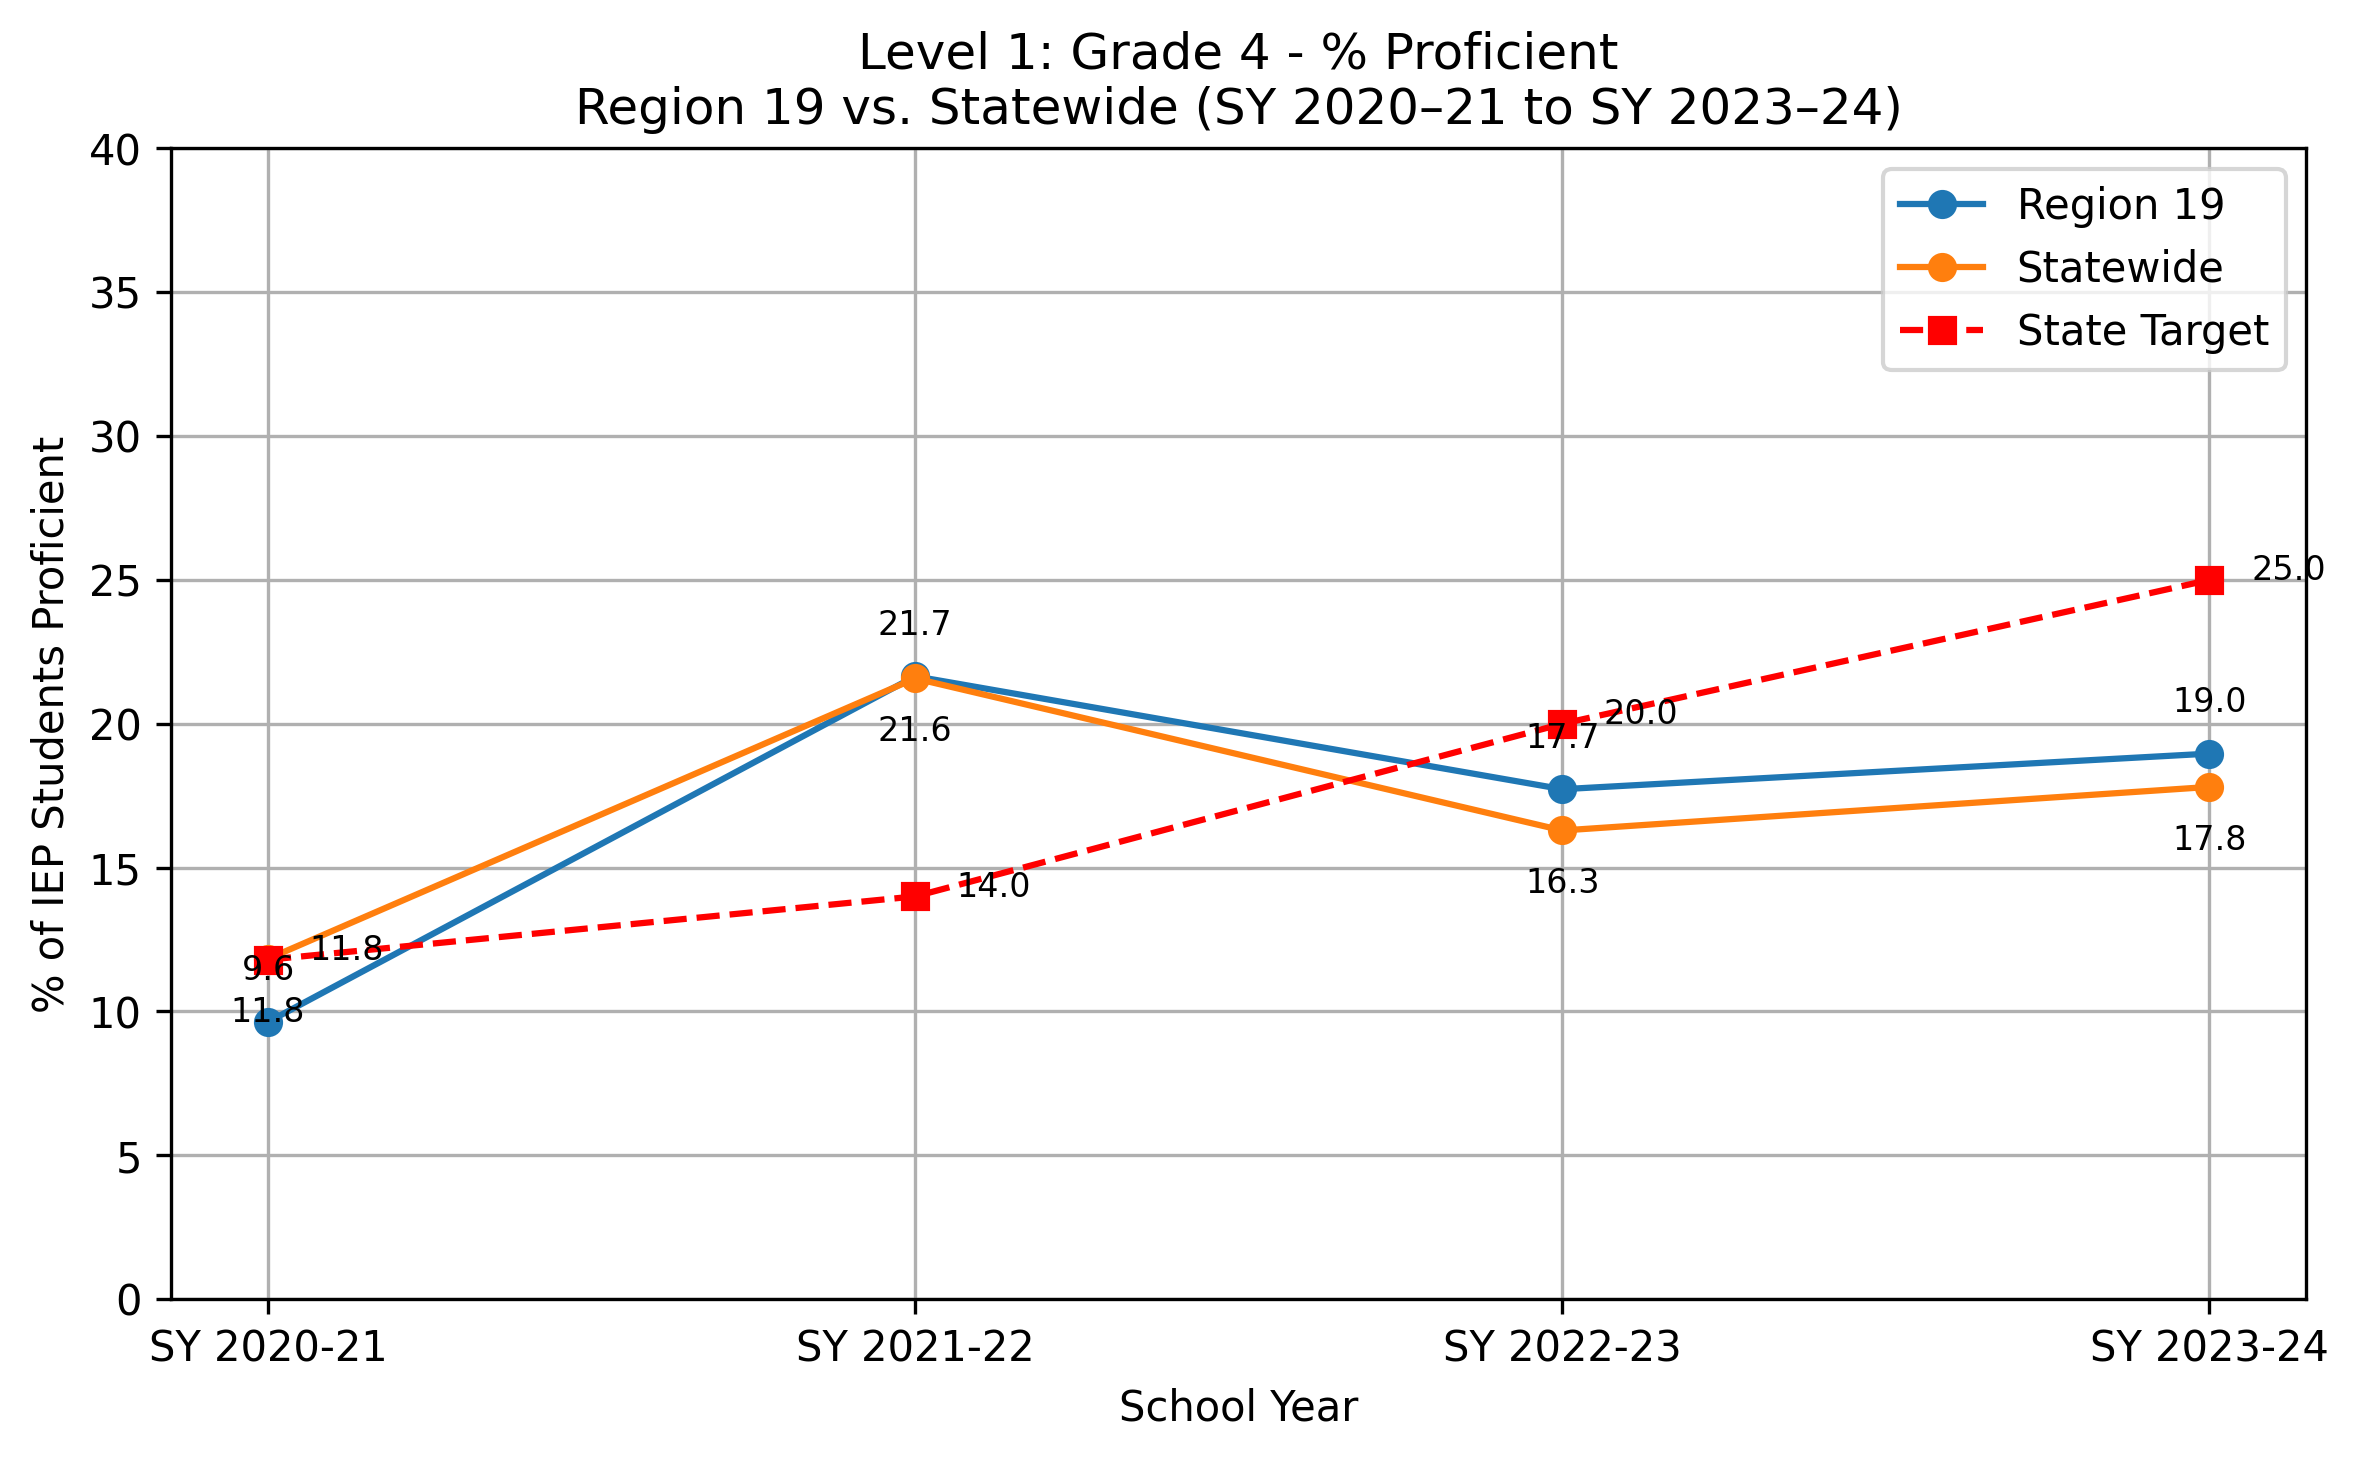 Level 1: Grade 4 - % Proficient
Region 19 vs. Statewide (SY 2020–21 to SY 2023–24)
% of IEP Students Proficient
40
35
30
25
20
15
10
5
0
Region 19
Statewide
State Target
9.6
11.8
11.8
21.7
21.6
14.0
17.7
20.0
16.3
25.0
19.0
17.8
SY 2020-21
SY 2021-22
SY 2022-23
SY 2023-24
School Year